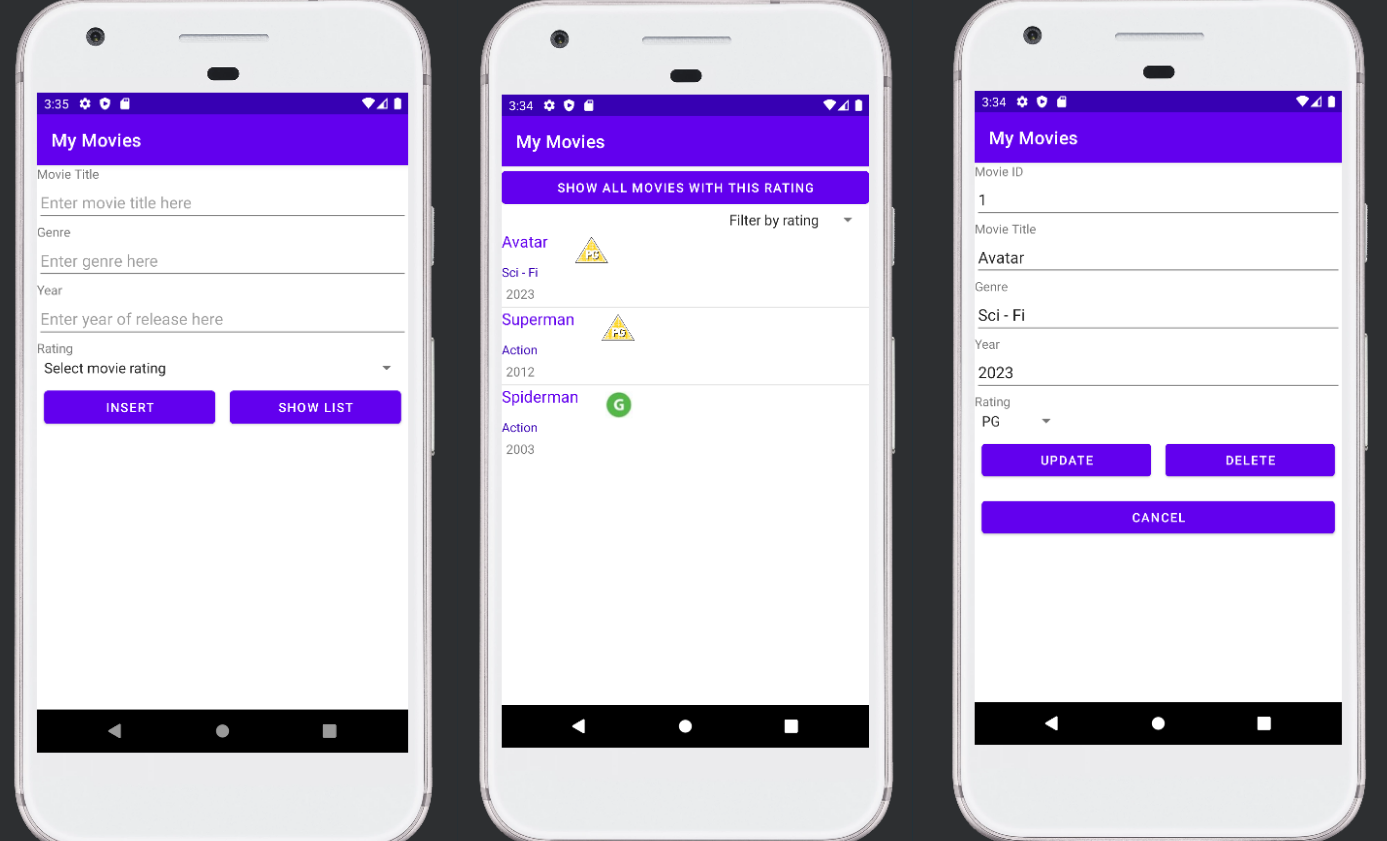 3:35
My Movies
Movie Title
Enter movie title here
Genre
Enter genre here
Year
Enter year of release here
Rating
Select movie rating
INSERT SHOW LIST
3:34
My Movies
SHOW ALL MOVIES WITH THIS RATING
Filter by rating
Avatar PG
Sci - Fi
2023
Superman PG
Action
2012
Spiderman G
Action
2003
3:34
My Movies
Movie ID
1
Movie Title
Avatar
Genre
Sci - Fi
Year
2023
Rating
PG
UPDATE DELETE
CANCEL